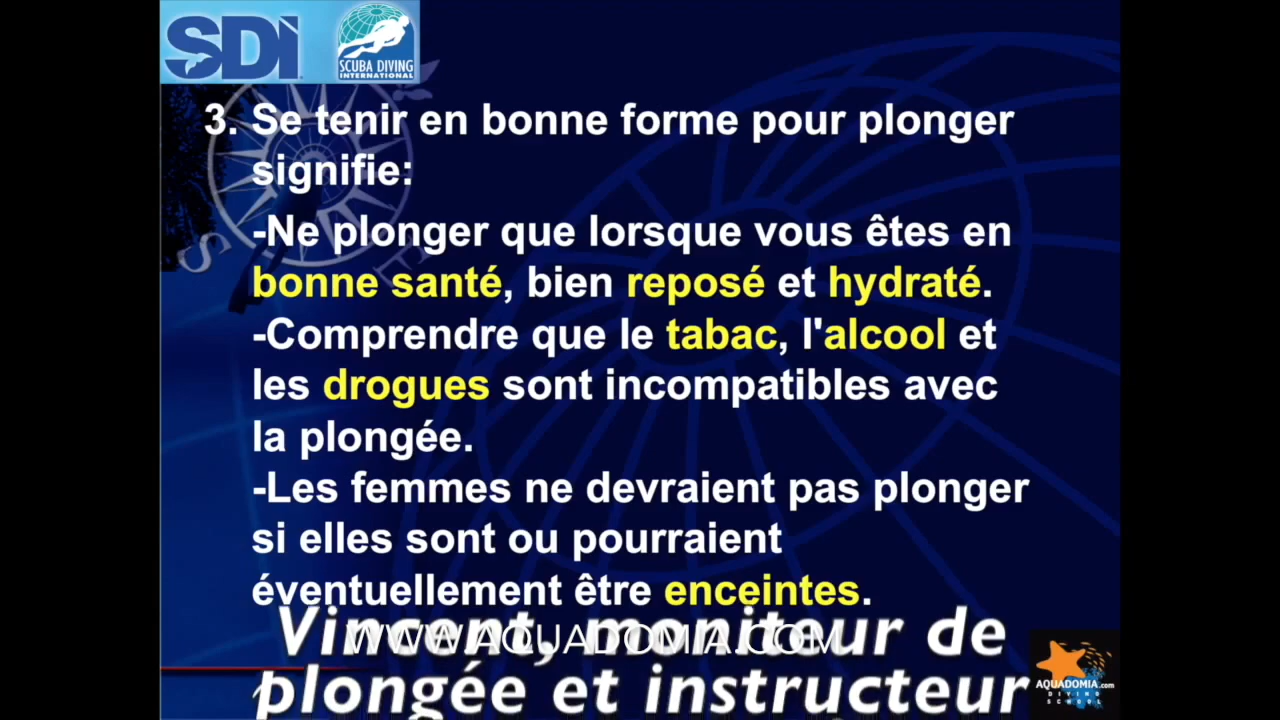 SDI
SCUBA DIVING
INTERNATIONAL
3. Se tenir en bonne forme pour plonger
signifie:
-Ne plonger que lorsque vous êtes en
bonne santé, bien reposé et hydraté.
-Comprendre que le tabac, l'alcool et
les drogues sont incompatibles avec
la plongée.
-Les femmes ne devraient pas plonger
si elles sont ou pourraient
éventuellement être enceintes.
Vincent, moniteur de
WWW.AQUADOMIA.COM
plongée et instructeur
AQUADOMIA.com
DIVING
SCHOOL